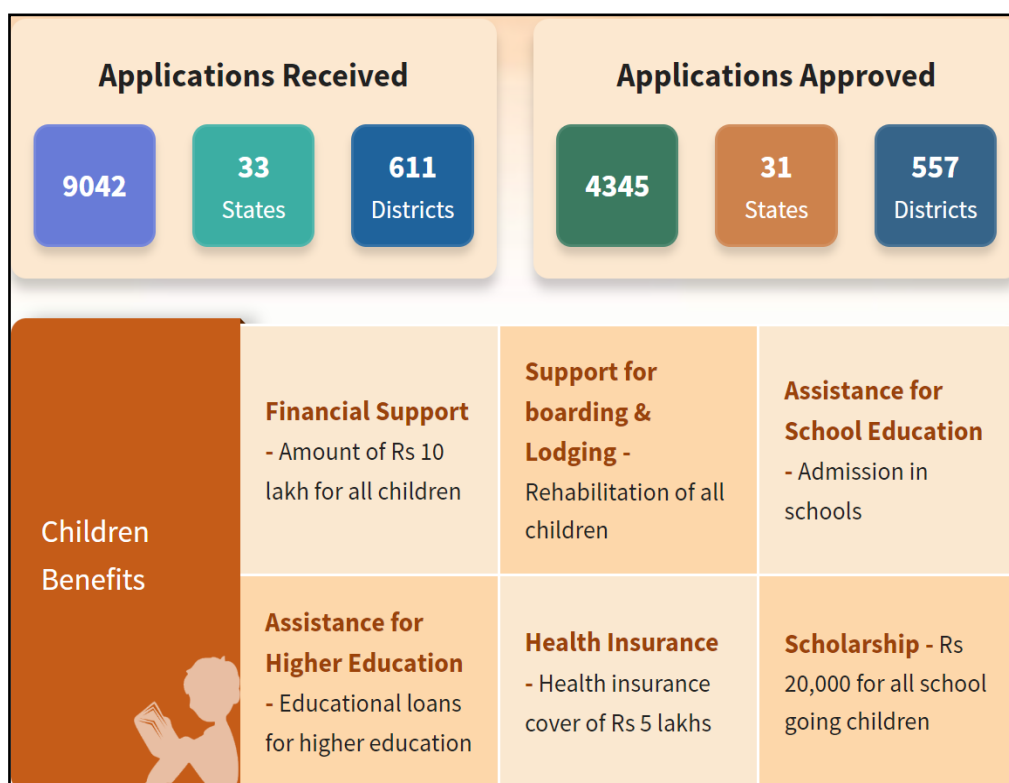 Applications Received
9042
33
States
611
Districts
Applications Approved
4345
31
States
557
Districts
Children
Benefits
Financial Support
- Amount of Rs 10
lakh for all children
Support for
boarding &
Lodging -
Rehabilitation of all
children
Assistance for
School Education
- Admission in
schools
Assistance for
Higher Education
- Educational loans
for higher education
Health Insurance
- Health insurance
cover of Rs 5 lakhs
Scholarship - Rs
20,000 for all school
going children